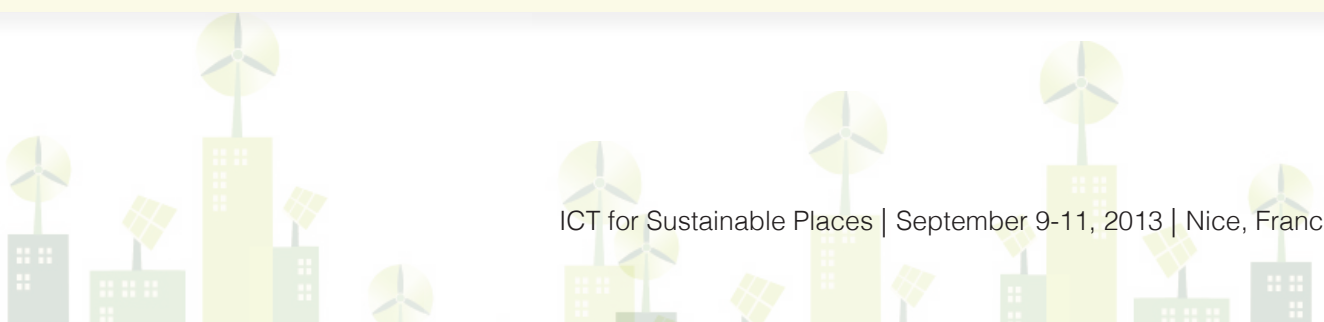 ICT for Sustainable Places | September 9-11, 2013 | Nice, Franc